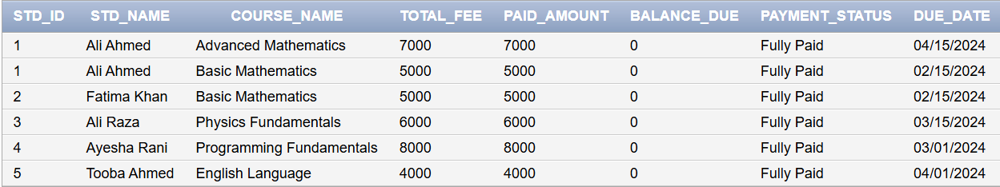 STD_ID STD_NAME COURSE_NAME TOTAL_FEE PAID_AMOUNT BALANCE_DUE PAYMENT_STATUS DUE_DATE
1 Ali Ahmed Advanced Mathematics 7000 7000 0 Fully Paid 04/15/2024
1 Ali Ahmed Basic Mathematics 5000 5000 0 Fully Paid 02/15/2024
2 Fatima Khan Basic Mathematics 5000 5000 0 Fully Paid 02/15/2024
3 Ali Raza Physics Fundamentals 6000 6000 0 Fully Paid 03/15/2024
4 Ayesha Rani Programming Fundamentals 8000 8000 0 Fully Paid 03/01/2024
5 Tooba Ahmed English Language 4000 4000 0 Fully Paid 04/01/2024